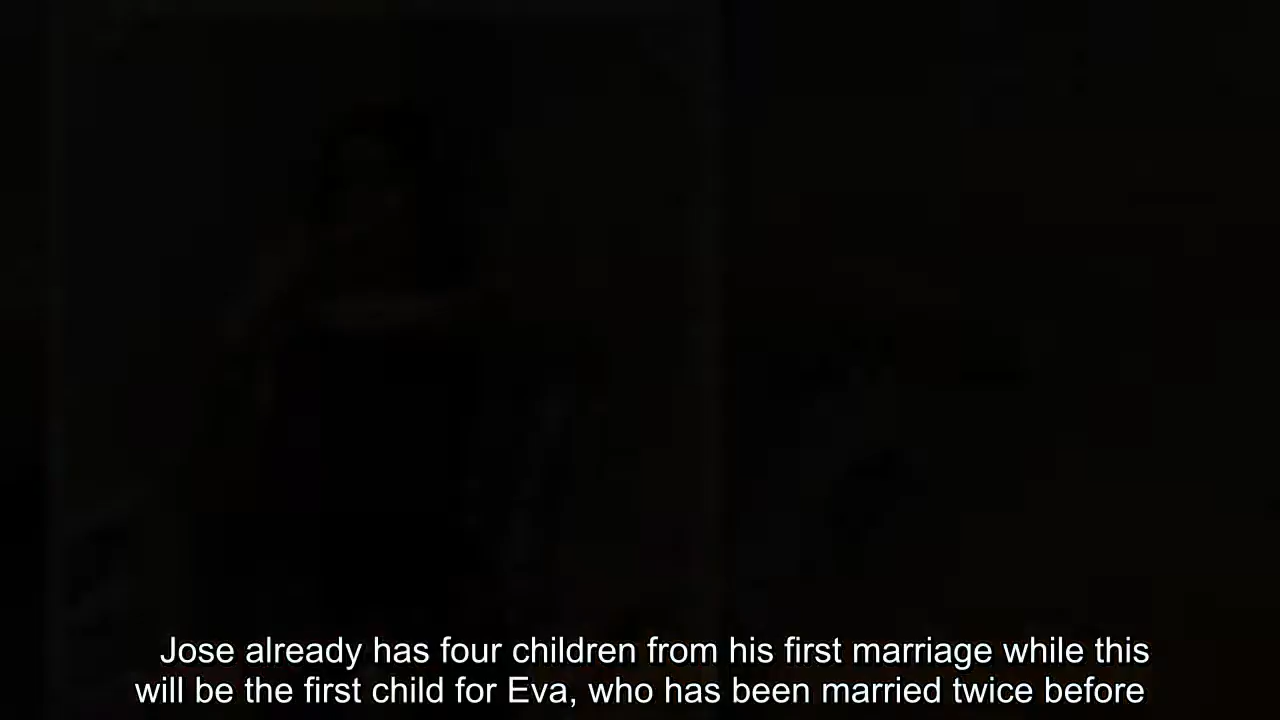 Jose already has four children from his first marriage while this
will be the first child for Eva, who has been married twice before